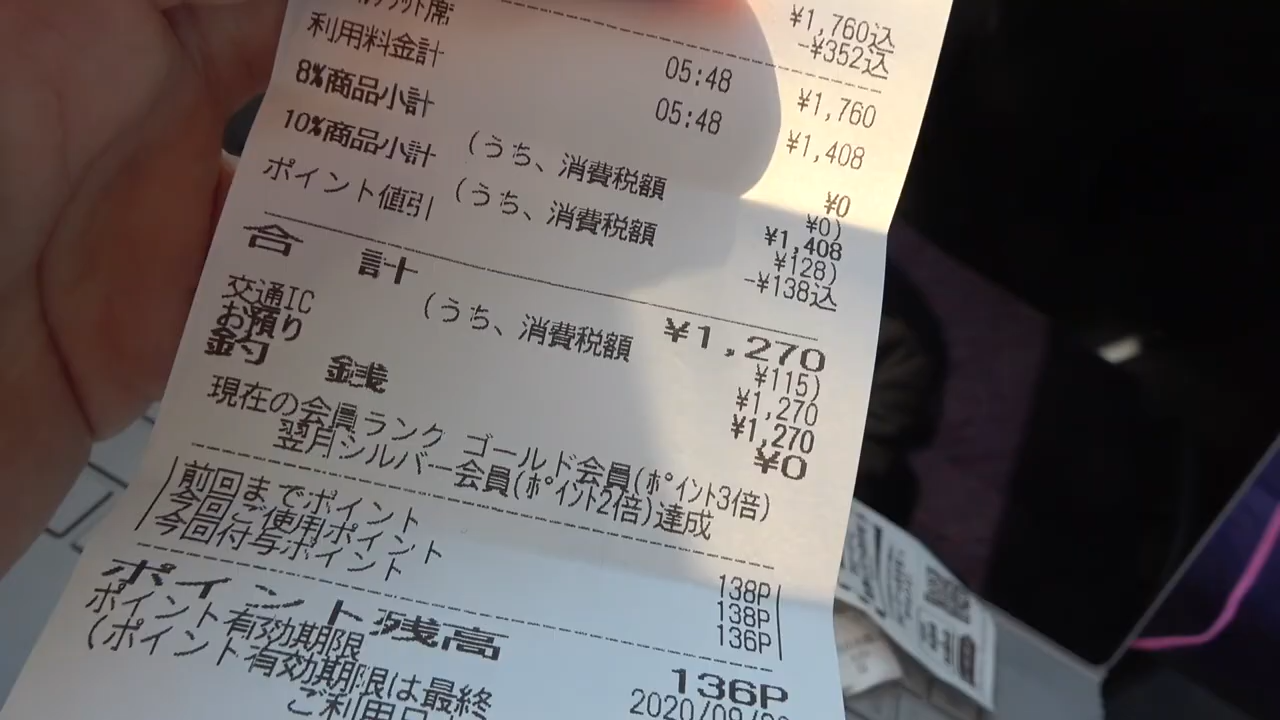 ﾌﾗｯﾄ席 ¥1,760込
-¥352込
利用料金計 05:48 ¥1,760
05:48 ¥1,408
8%商品小計 ¥0
(うち、消費税額 ¥0)
10%商品小計 ¥1,408
(うち、消費税額 ¥128)
ポイント値引 -¥138込
合 計 ¥1,270
(うち、消費税額 ¥115)
交通IC ¥1,270
お預り ¥1,270
釣 銭 ¥0
現在の会員ランク ゴールド会員(ﾎﾟｲﾝﾄ3倍)
翌月シルバー会員(ﾎﾟｲﾝﾄ2倍)達成
前回までポイント 138P
今回ご使用ポイント 138P
今回付与ポイント 136P
ポイント残高 136P
ポイント有効期限
(ポイント有効期限は最終
ご利用